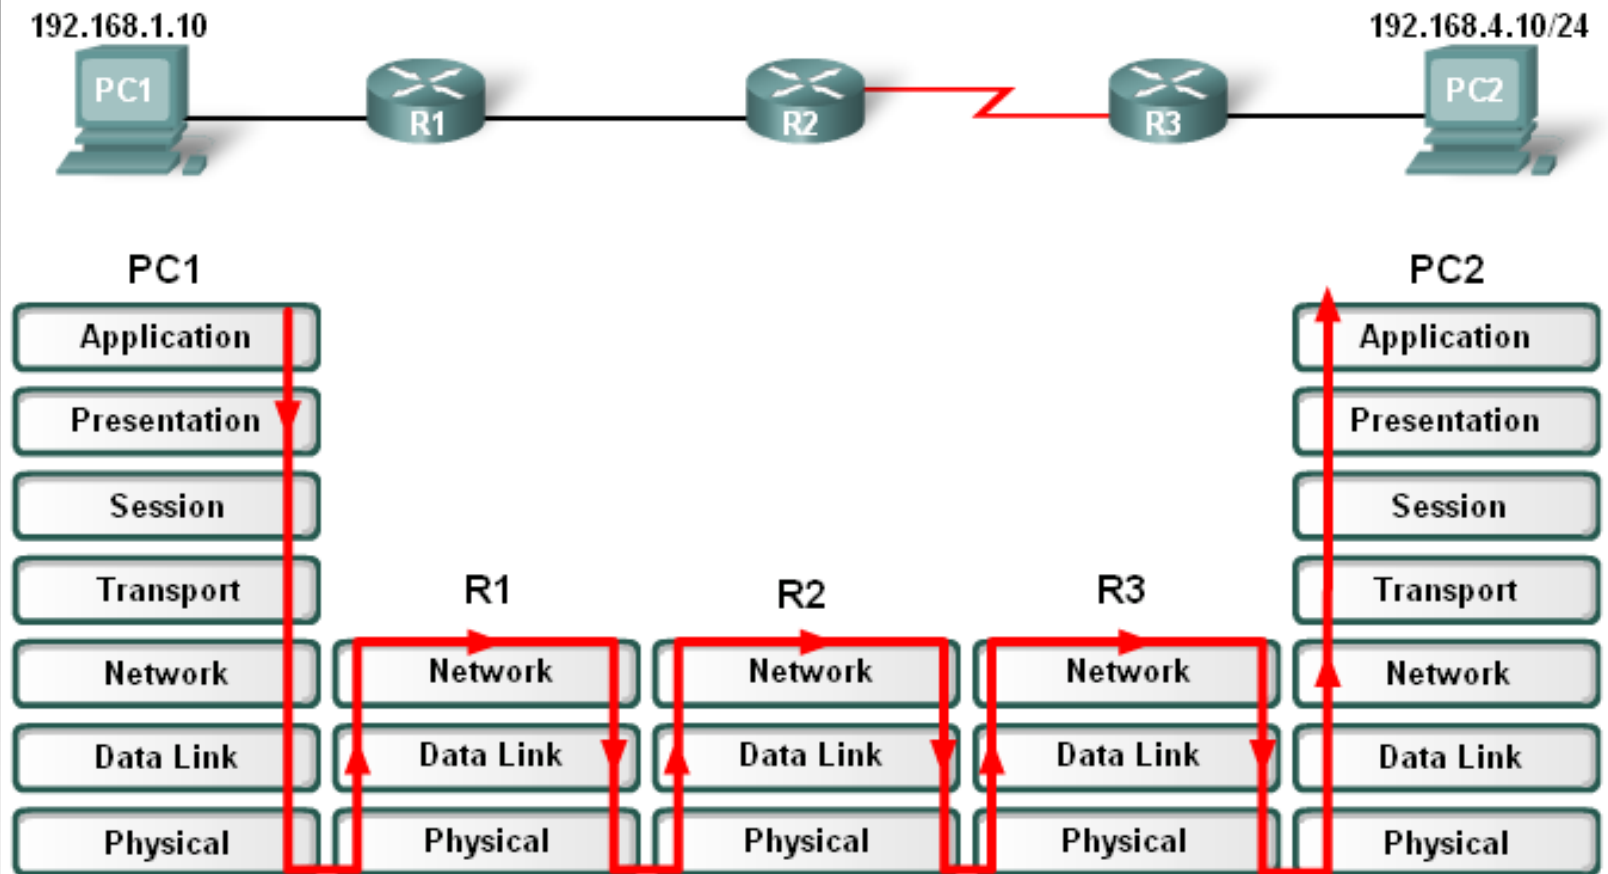 192.168.1.10
192.168.4.10/24
PC1
R1
R2
R3
PC2
PC1
PC2
Application
Application
Presentation
Presentation
Session
Session
Transport
R1
R2
R3
Transport
Network
Network
Network
Network
Network
Data Link
Data Link
Data Link
Data Link
Data Link
Physical
Physical
Physical
Physical
Physical